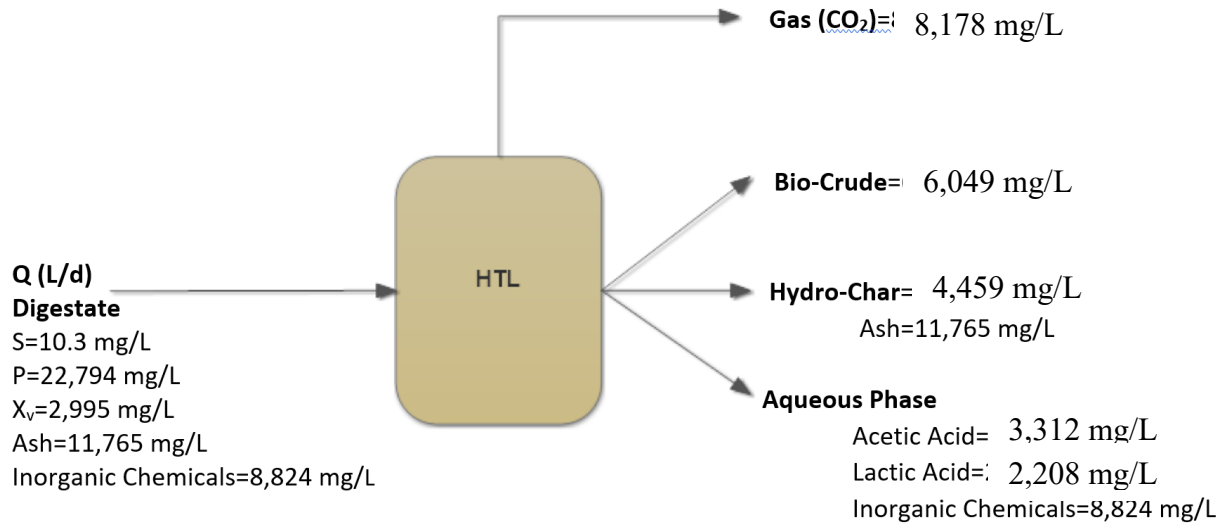 Gas (CO₂)= 8,178 mg/L
Bio-Crude= 6,049 mg/L
HTL
Q (L/d)
Digestate
S=10.3 mg/L
P=22,794 mg/L
Xᵥ=2,995 mg/L
Ash=11,765 mg/L
Inorganic Chemicals=8,824 mg/L
Hydro-Char= 4,459 mg/L
Ash=11,765 mg/L
Aqueous Phase
Acetic Acid= 3,312 mg/L
Lactic Acid= 2,208 mg/L
Inorganic Chemicals=8,824 mg/L